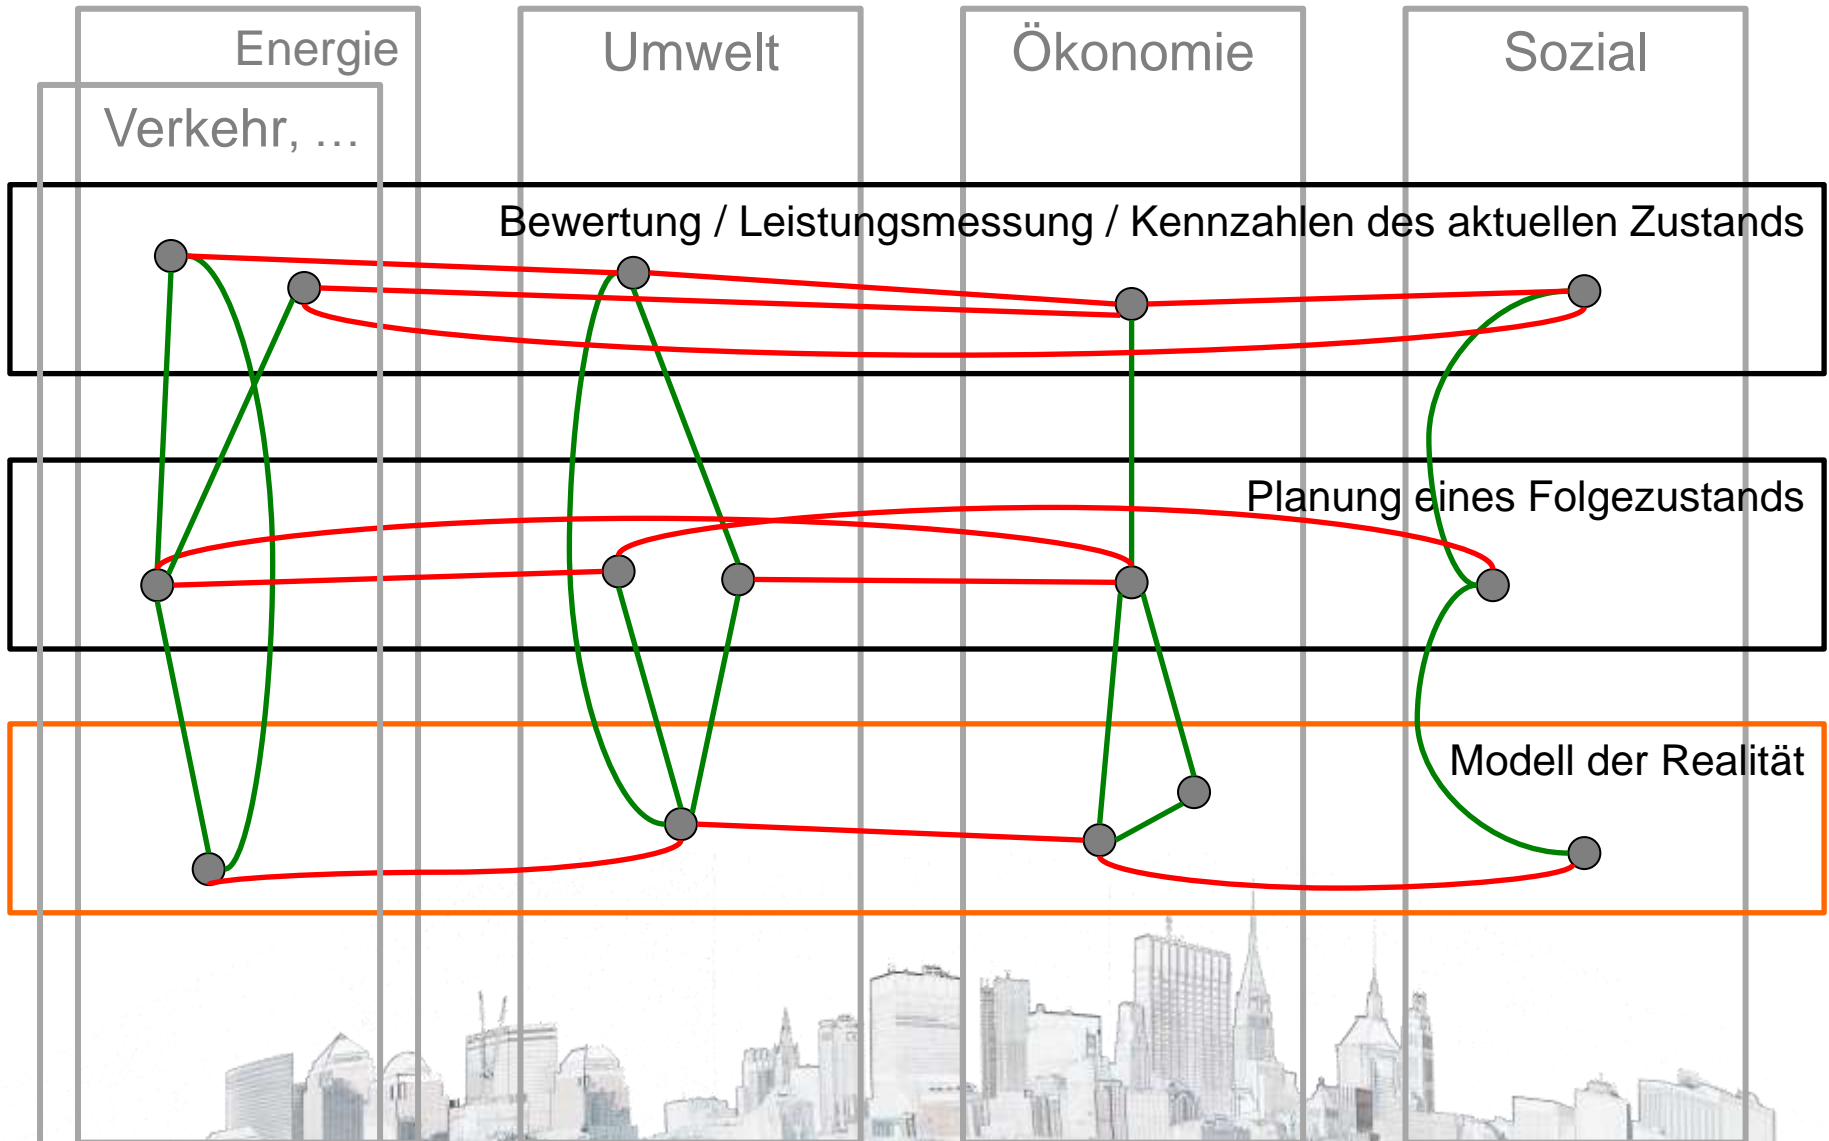 Energie
Umwelt
Ökonomie
Sozial
Verkehr, ...
Bewertung / Leistungsmessung / Kennzahlen des aktuellen Zustands
Planung eines Folgezustands
Modell der Realität